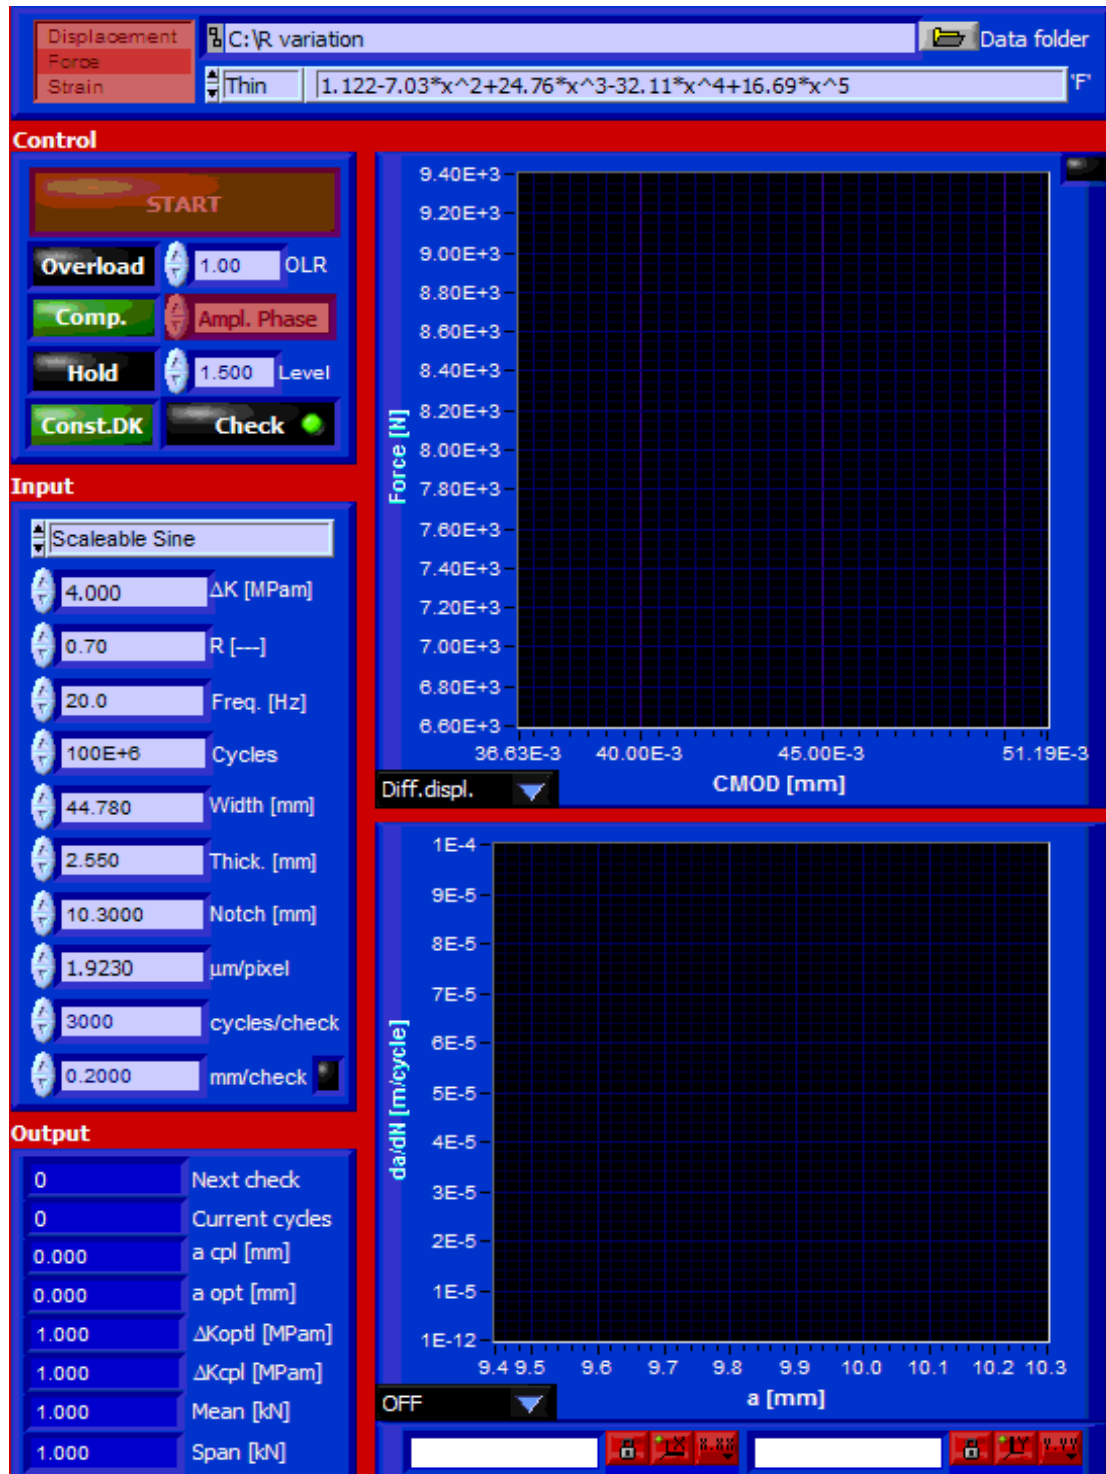 Displacement
Force
Strain
C:\R variation
Data folder
Thin
1.122-7.03*x^2+24.76*x^3-32.11*x^4+16.69*x^5
'F'
Control
START
Overload
1.00
OLR
Comp.
Ampl. Phase
Hold
1.500
Level
Const.DK
Check
Input
Scaleable Sine
4.000
ΔK [MPam]
0.70
R [---]
20.0
Freq. [Hz]
100E+6
Cycles
44.780
Width [mm]
2.550
Thick. [mm]
10.3000
Notch [mm]
1.9230
µm/pixel
3000
cycles/check
0.2000
mm/check
Output
0
Next check
0
Current cycles
0.000
a cpl [mm]
0.000
a opt [mm]
1.000
ΔKoptl [MPam]
1.000
ΔKcpl [MPam]
1.000
Mean [kN]
1.000
Span [kN]
9.40E+3
9.20E+3
9.00E+3
8.80E+3
8.60E+3
8.40E+3
8.20E+3
8.00E+3
7.80E+3
7.60E+3
7.40E+3
7.20E+3
7.00E+3
6.80E+3
6.60E+3
Force [N]
36.63E-3 40.00E-3 45.00E-3 51.19E-3
CMOD [mm]
Diff.displ.
1E-4
9E-5
8E-5
7E-5
6E-5
5E-5
4E-5
3E-5
2E-5
1E-5
1E-12
da/dN [m/cycle]
9.4 9.5 9.6 9.7 9.8 9.9 10.0 10.1 10.2 10.3
a [mm]
OFF
X X.XX
Y Y.YY